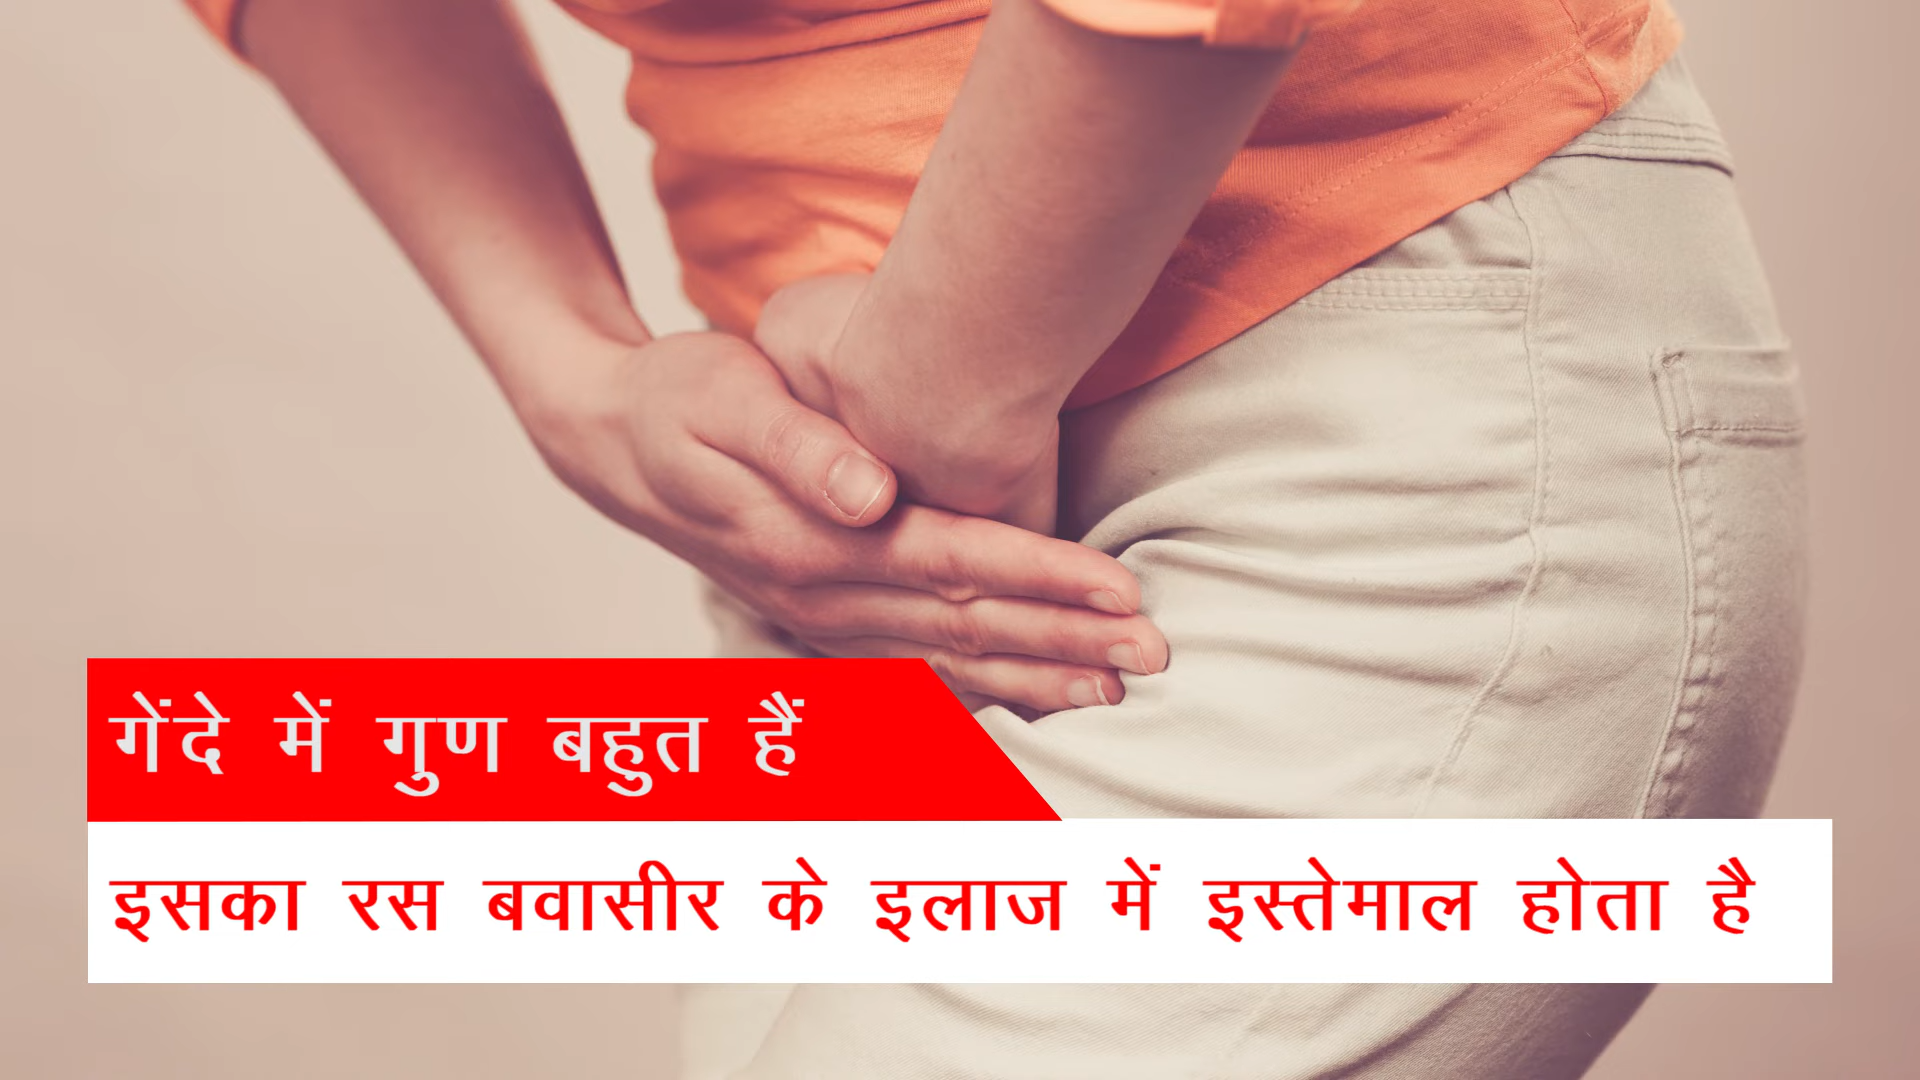 गेंदे में गुण बहुत हैं
इसका रस बवासीर के इलाज में इस्तेमाल होता है